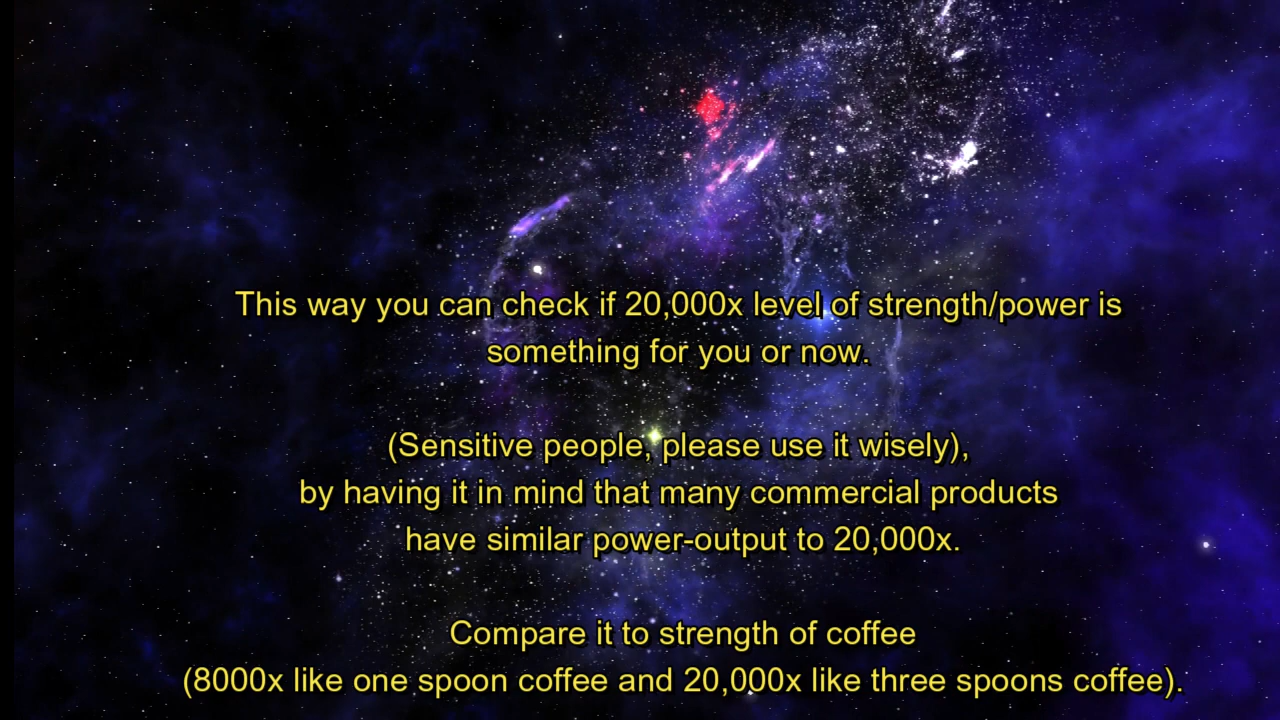 This way you can check if 20,000x level of strength/power is
something for you or now.
(Sensitive people, please use it wisely),
by having it in mind that many commercial products
have similar power-output to 20,000x.
Compare it to strength of coffee
(8000x like one spoon coffee and 20,000x like three spoons coffee).